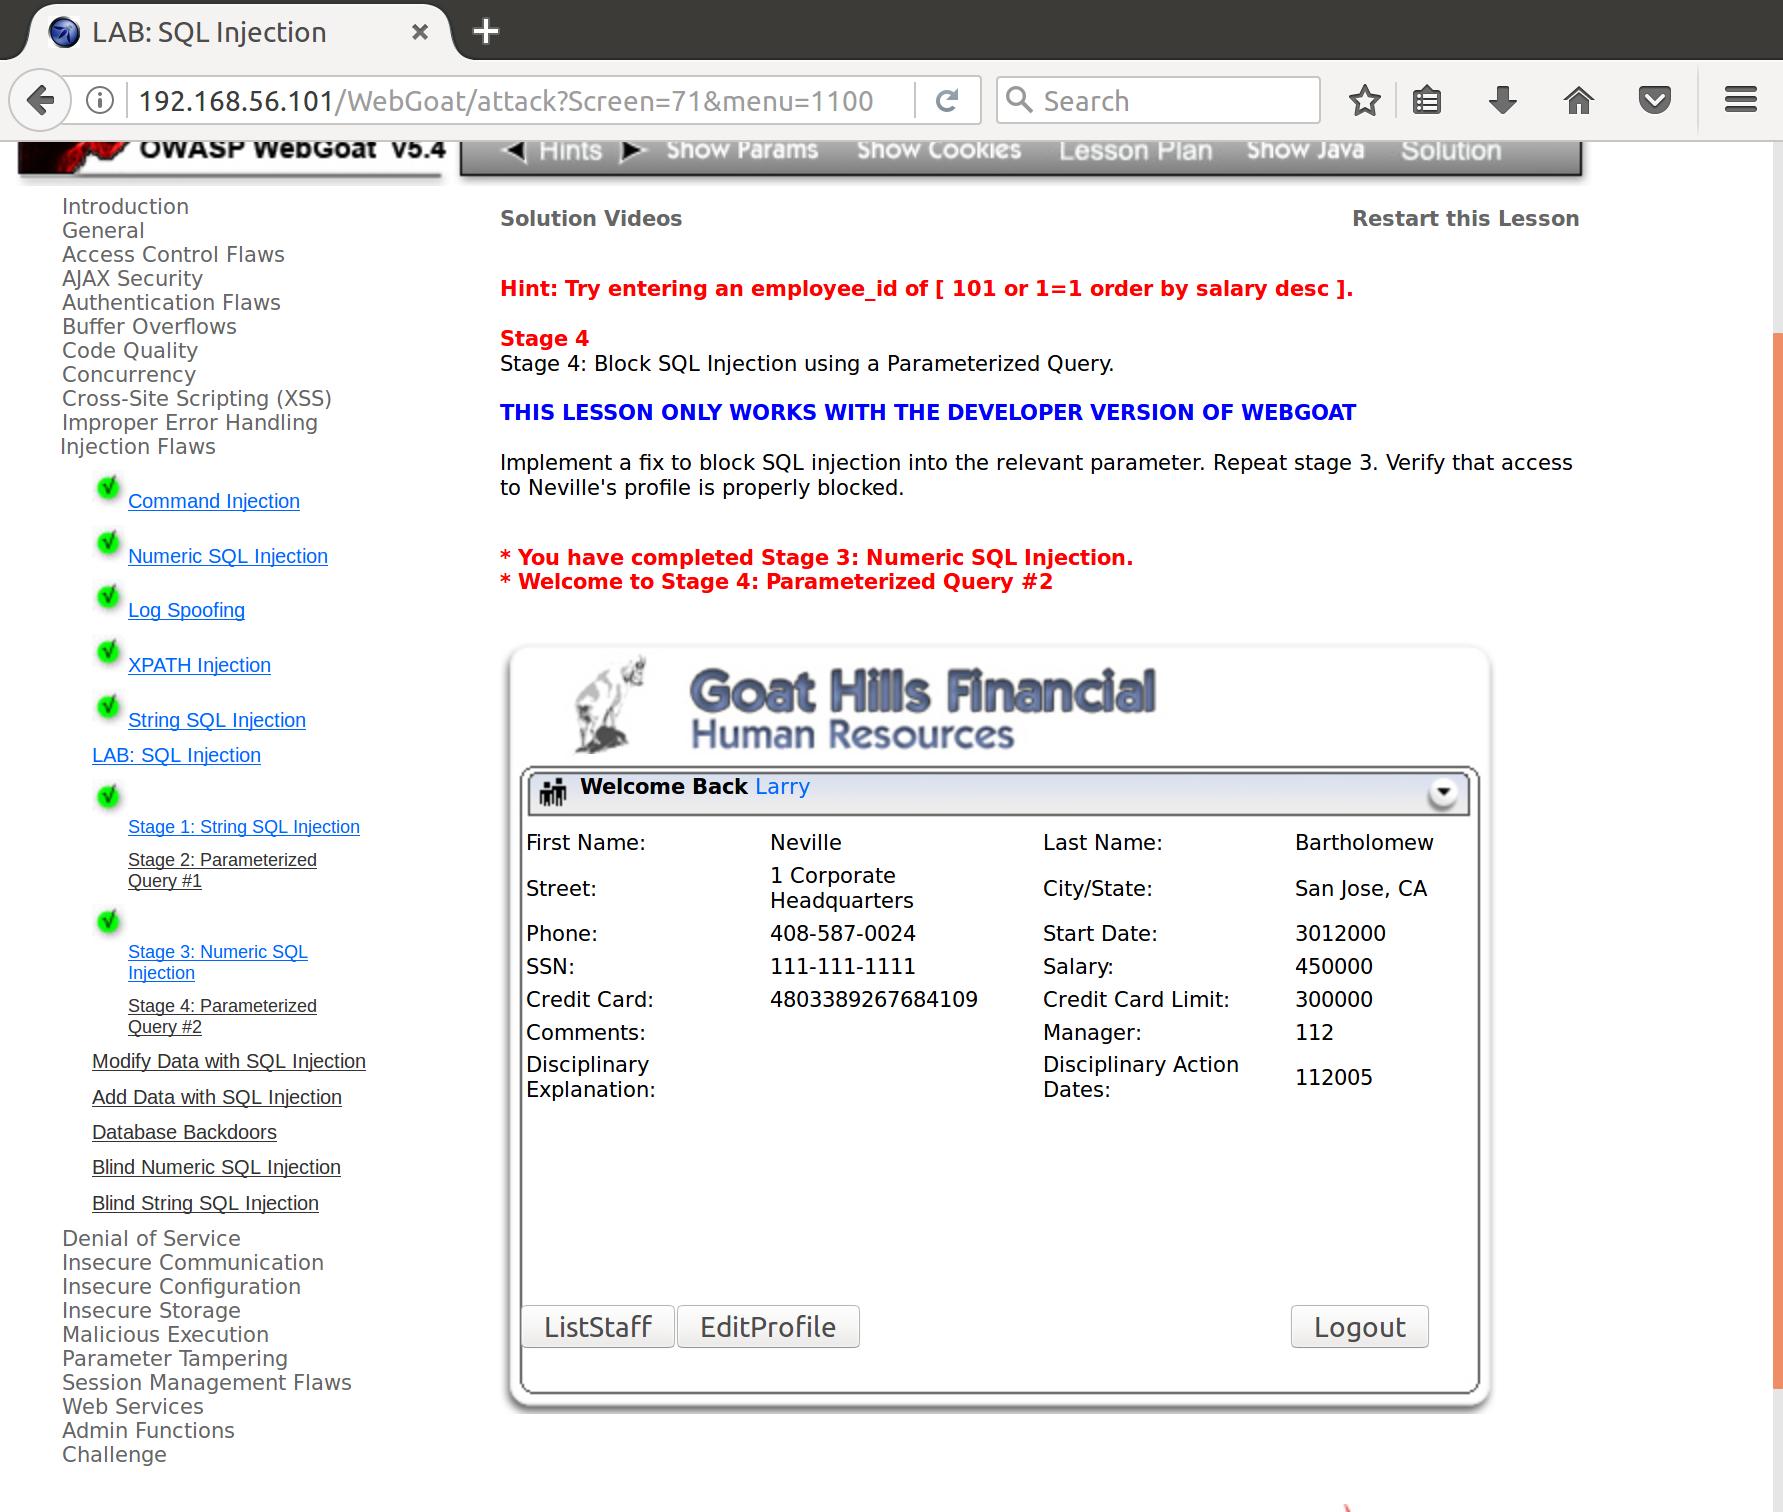 LAB: SQL Injection
192.168.56.101/WebGoat/attack?Screen=71&menu=1100
Search
OWASP WebGoat v5.4
Hints Show Params Show Cookies Lesson Plan Show Java Solution
Introduction
General
Access Control Flaws
AJAX Security
Authentication Flaws
Buffer Overflows
Code Quality
Concurrency
Cross-Site Scripting (XSS)
Improper Error Handling
Injection Flaws
Command Injection
Numeric SQL Injection
Log Spoofing
XPATH Injection
String SQL Injection
LAB: SQL Injection
Stage 1: String SQL Injection
Stage 2: Parameterized
Query #1
Stage 3: Numeric SQL
Injection
Stage 4: Parameterized
Query #2
Modify Data with SQL Injection
Add Data with SQL Injection
Database Backdoors
Blind Numeric SQL Injection
Blind String SQL Injection
Denial of Service
Insecure Communication
Insecure Configuration
Insecure Storage
Malicious Execution
Parameter Tampering
Session Management Flaws
Web Services
Admin Functions
Challenge
Solution Videos Restart this Lesson
Hint: Try entering an employee_id of [ 101 or 1=1 order by salary desc ].
Stage 4
Stage 4: Block SQL Injection using a Parameterized Query.
THIS LESSON ONLY WORKS WITH THE DEVELOPER VERSION OF WEBGOAT
Implement a fix to block SQL injection into the relevant parameter. Repeat stage 3. Verify that access
to Neville's profile is properly blocked.
* You have completed Stage 3: Numeric SQL Injection.
* Welcome to Stage 4: Parameterized Query #2
Goat Hills Financial
Human Resources
Welcome Back Larry
First Name: Neville Last Name: Bartholomew
Street: 1 Corporate Headquarters City/State: San Jose, CA
Phone: 408-587-0024 Start Date: 3012000
SSN: 111-111-1111 Salary: 450000
Credit Card: 4803389267684109 Credit Card Limit: 300000
Comments: Manager: 112
Disciplinary Explanation: Disciplinary Action Dates: 112005
ListStaff EditProfile Logout